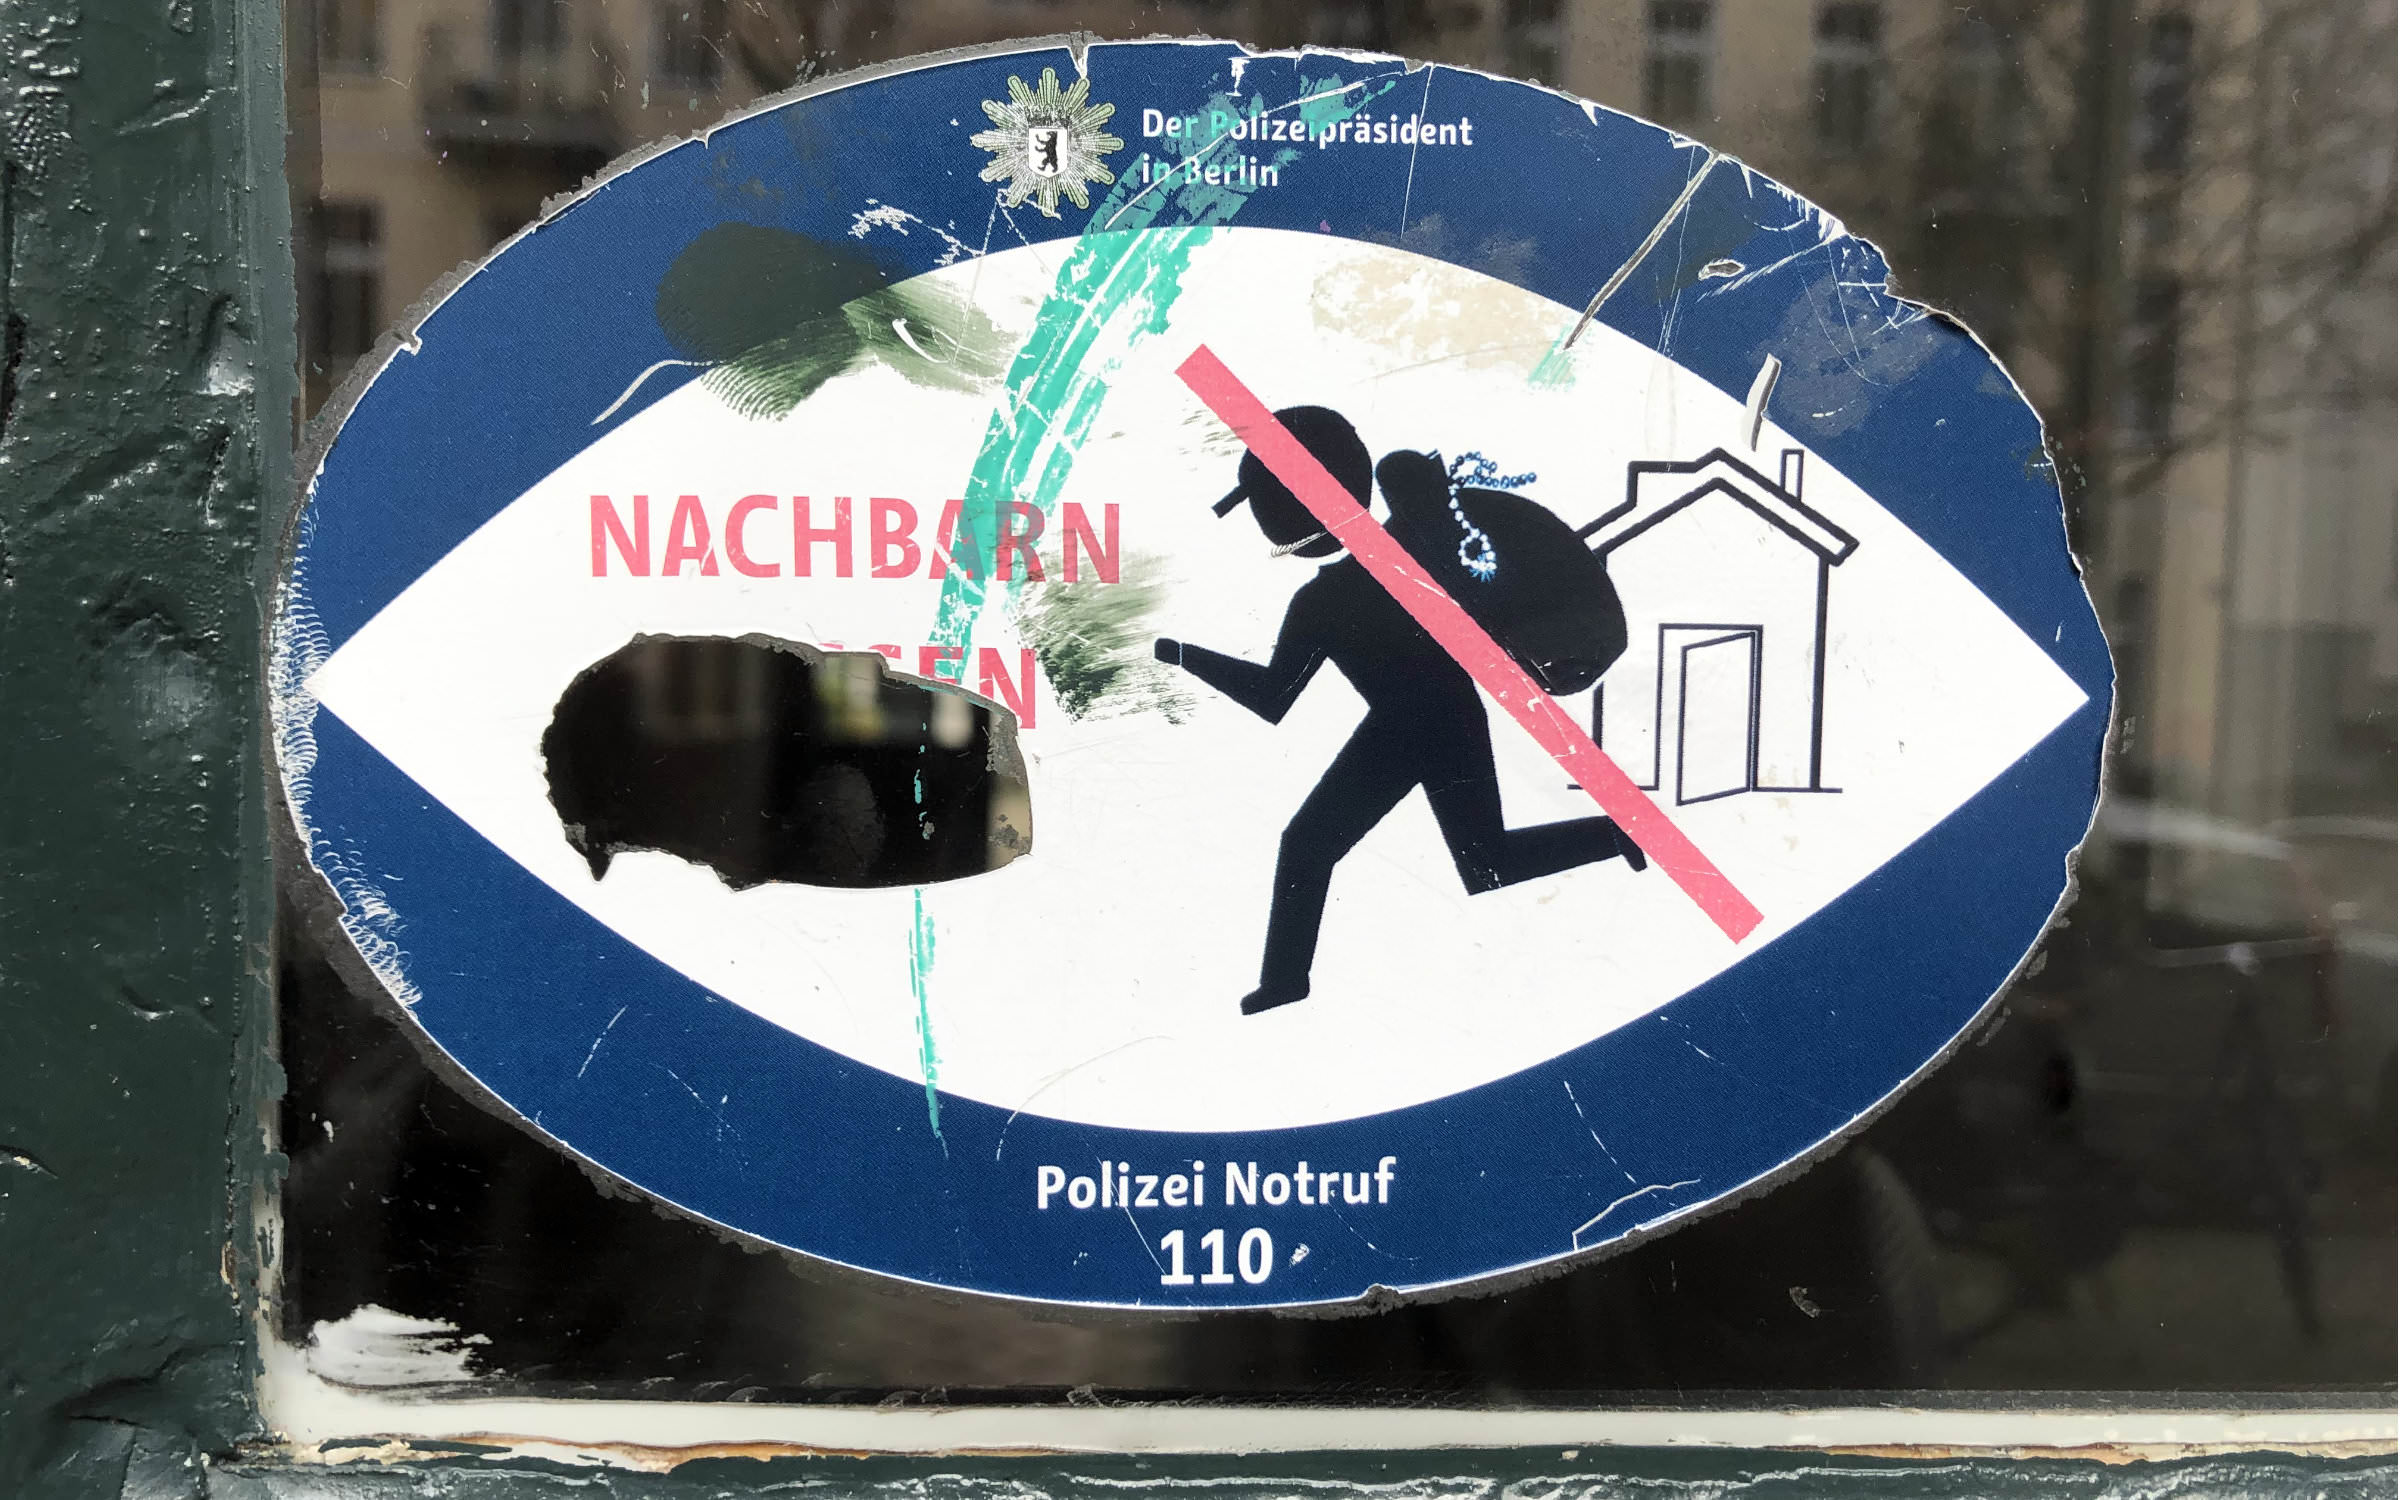 Der Polizeipräsident
in Berlin
NACHBARN
Polizei Notruf
110